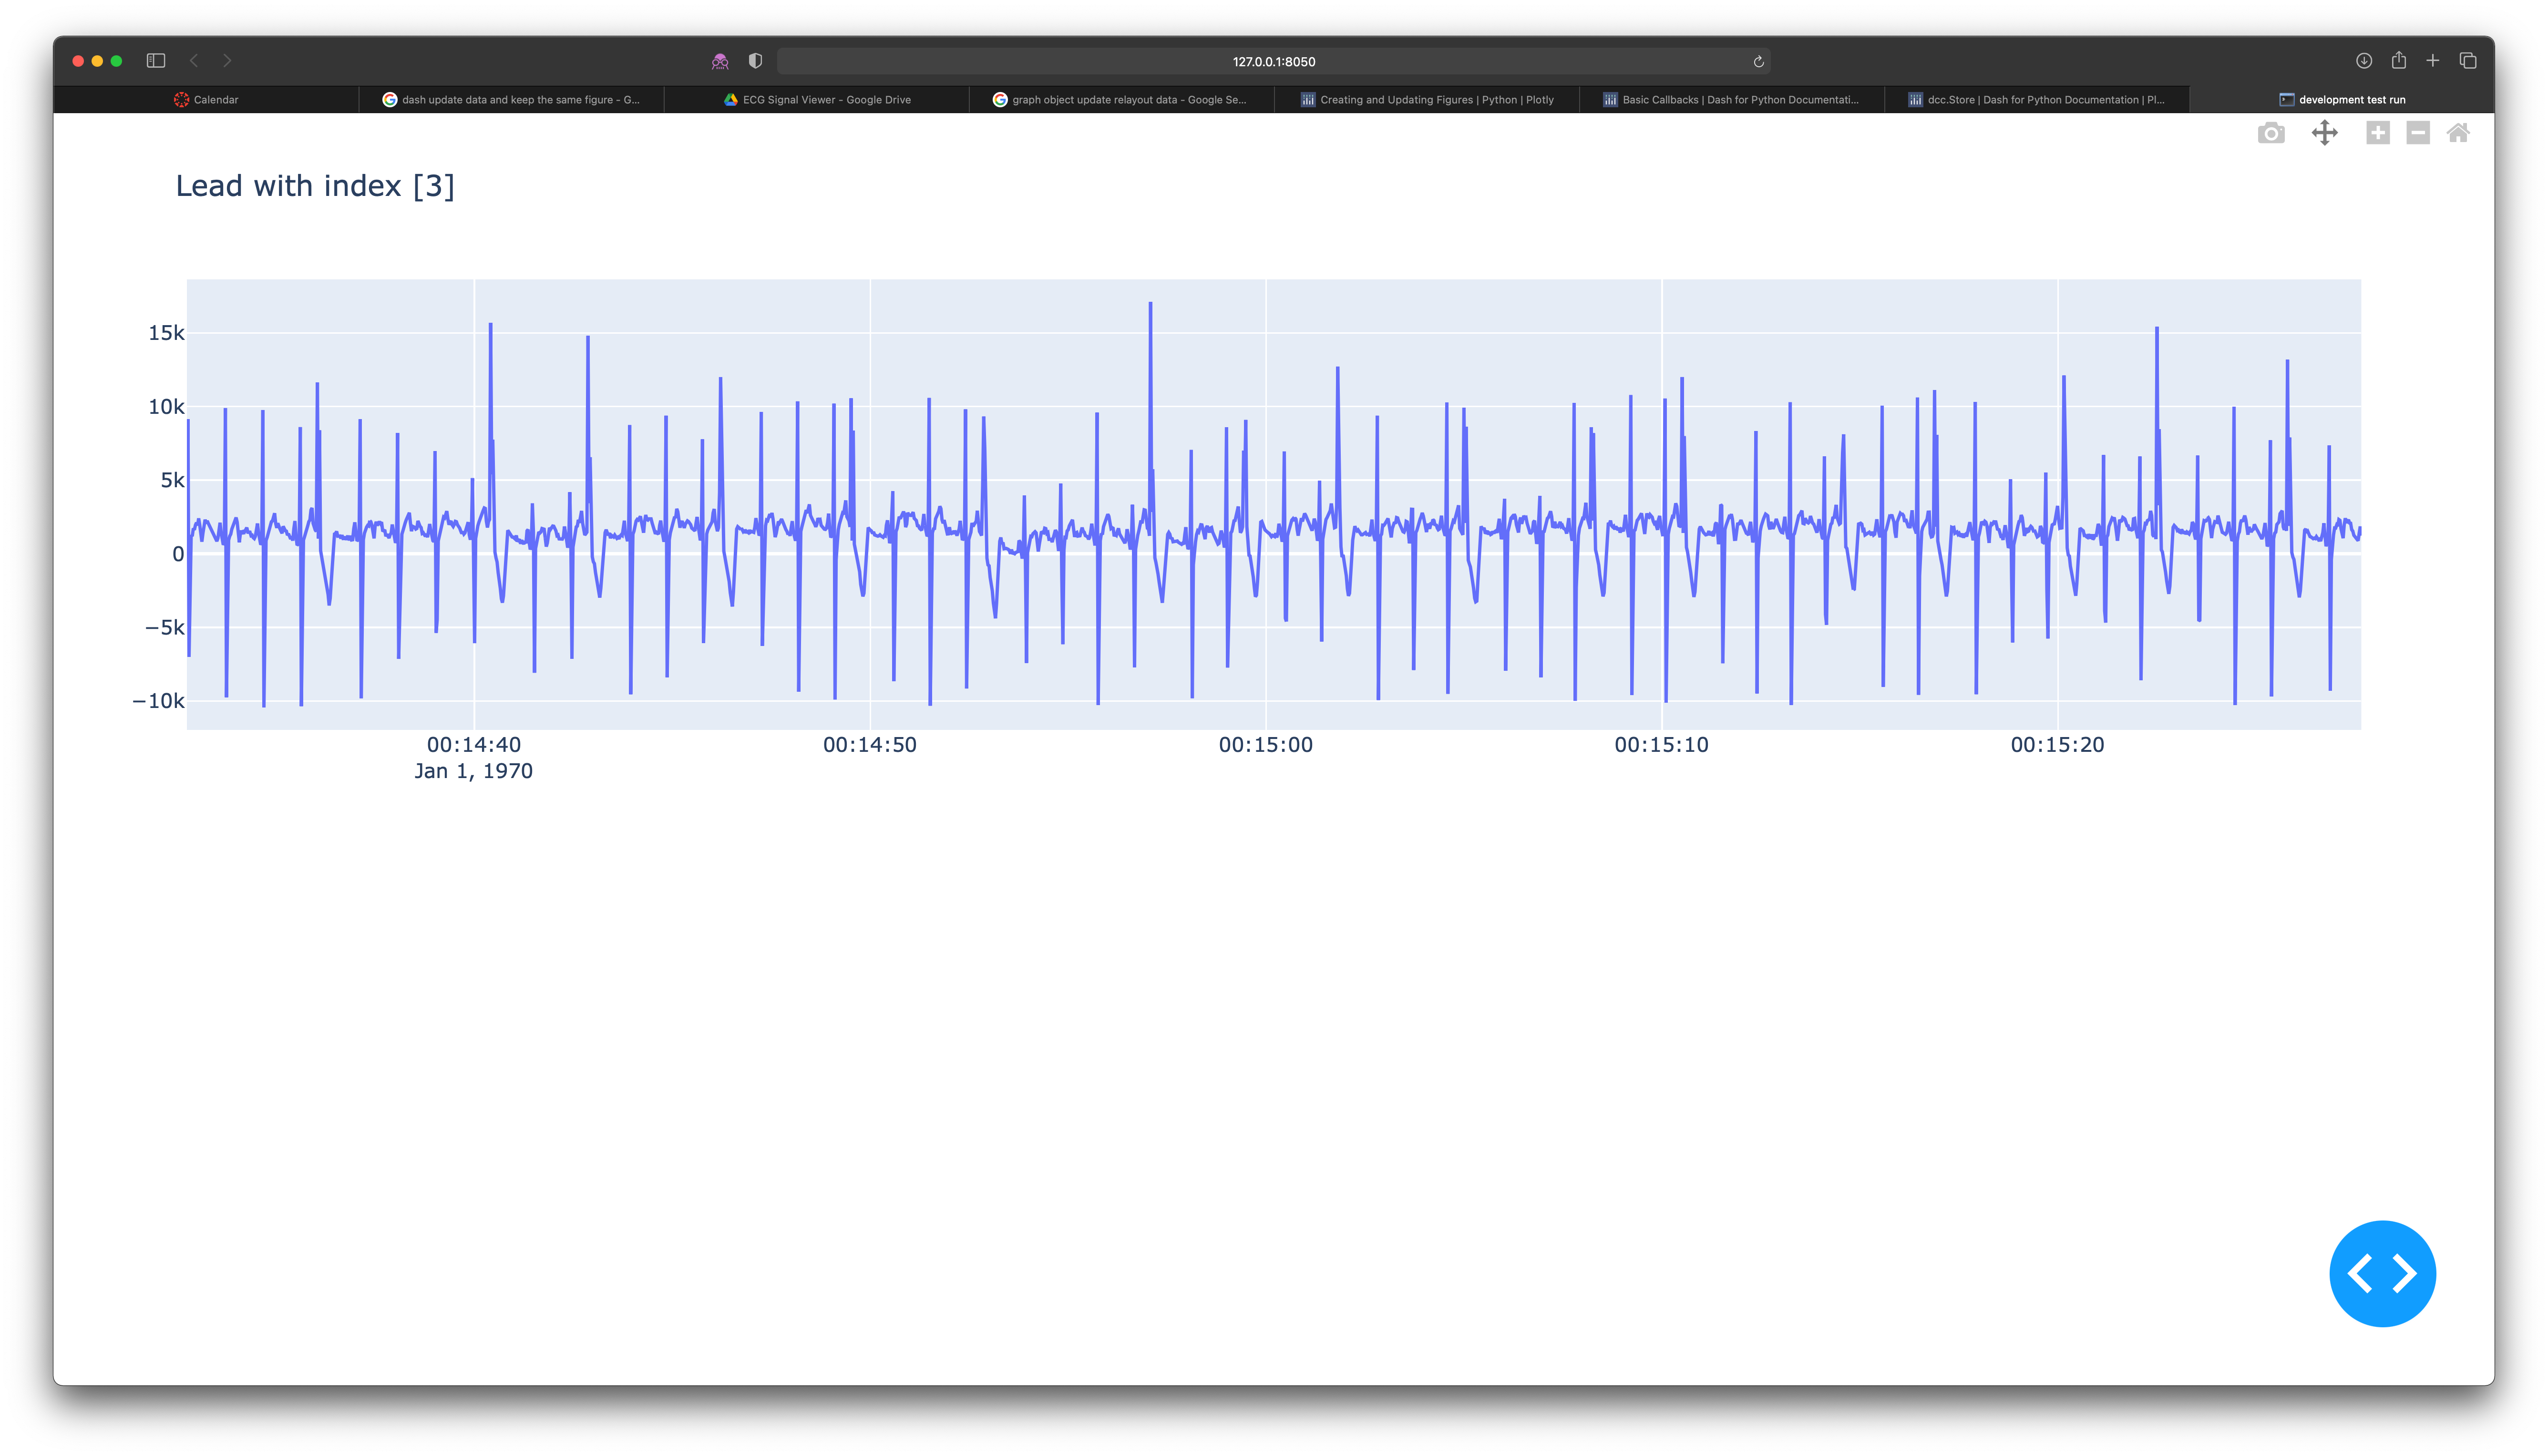 127.0.0.1:8050
Calendar
dash update data and keep the same figure - G...
ECG Signal Viewer - Google Drive
graph object update relayout data - Google Se...
Creating and Updating Figures | Python | Plotly
Basic Callbacks | Dash for Python Documentati...
dcc.Store | Dash for Python Documentation | Pl...
development test run
Lead with index [3]
15k
10k
5k
0
−5k
−10k
00:14:40
00:14:50
00:15:00
00:15:10
00:15:20
Jan 1, 1970